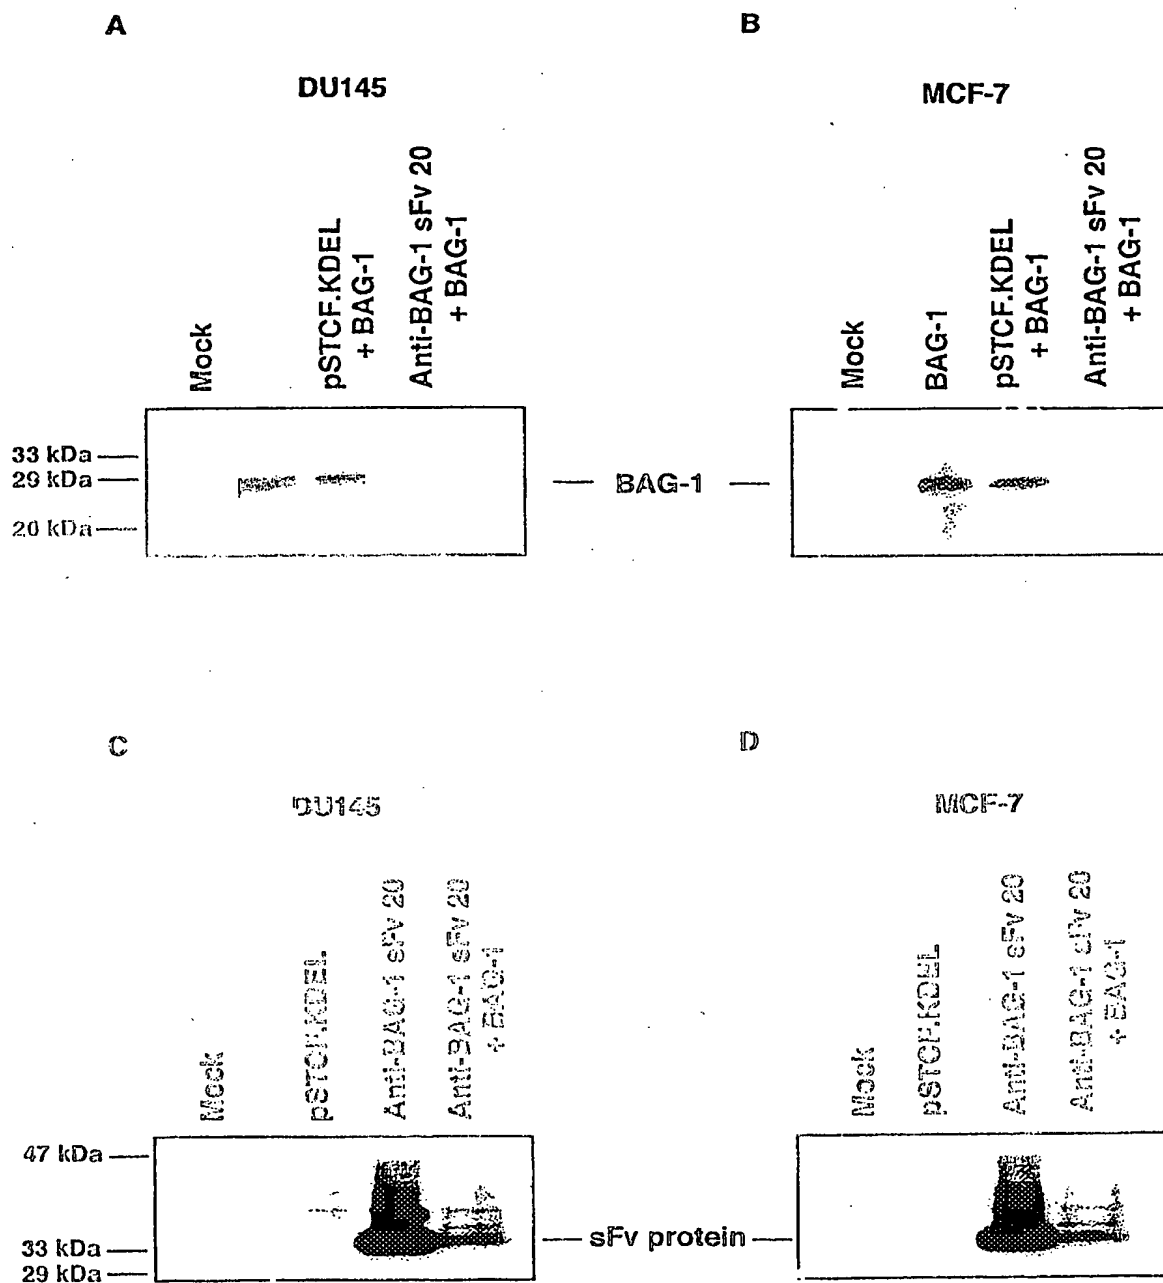 A
B
DU145
MCF-7
Mock
pSTCF.KDEL
+ BAG-1
Anti-BAG-1 sFv 20
+ BAG-1
Mock
BAG-1
pSTCF.KDEL
+ BAG-1
Anti-BAG-1 sFv 20
+ BAG-1
33 kDa
29 kDa
20 kDa
BAG-1
C
D
DU145
MCF-7
Mock
pSTCF.KDEL
Anti-BAG-1 sFv 20
Anti-BAG-1 sFv 20
+ BAG-1
Mock
pSTCF.KDEL
Anti-BAG-1 sFv 20
Anti-BAG-1 sFv 20
+ BAG-1
47 kDa
33 kDa
29 kDa
sFv protein